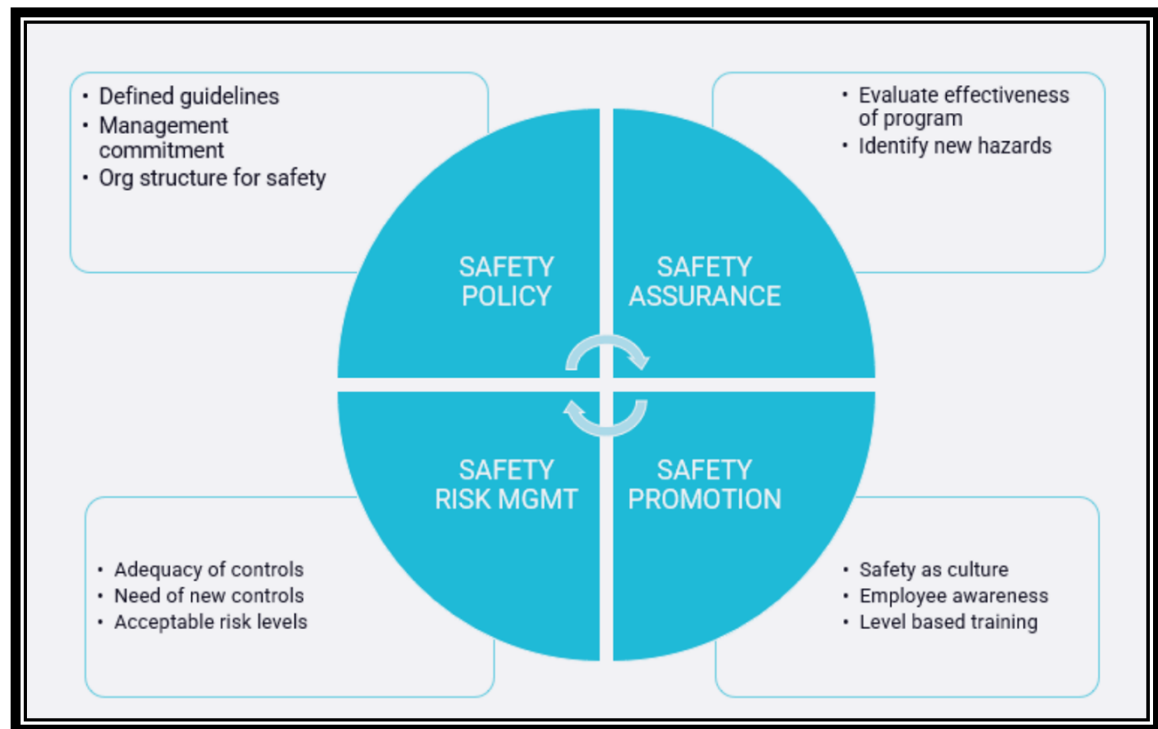 • Defined guidelines
• Management
commitment
• Org structure for safety
• Evaluate effectiveness
of program
• Identify new hazards
SAFETY
POLICY
SAFETY
ASSURANCE
SAFETY
RISK MGMT
SAFETY
PROMOTION
• Adequacy of controls
• Need of new controls
• Acceptable risk levels
• Safety as culture
• Employee awareness
• Level based training